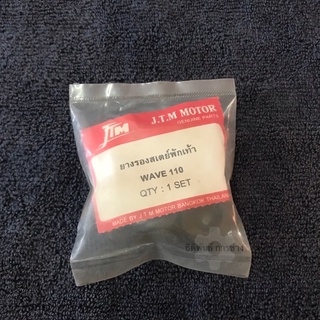 JTM
J.T.M MOTOR
GENUINE PARTS
ยางรองสเตย์พักเท้า
WAVE 110
QTY : 1 SET
MADE BY J.T.M MOTOR BANGKOK THAILAN